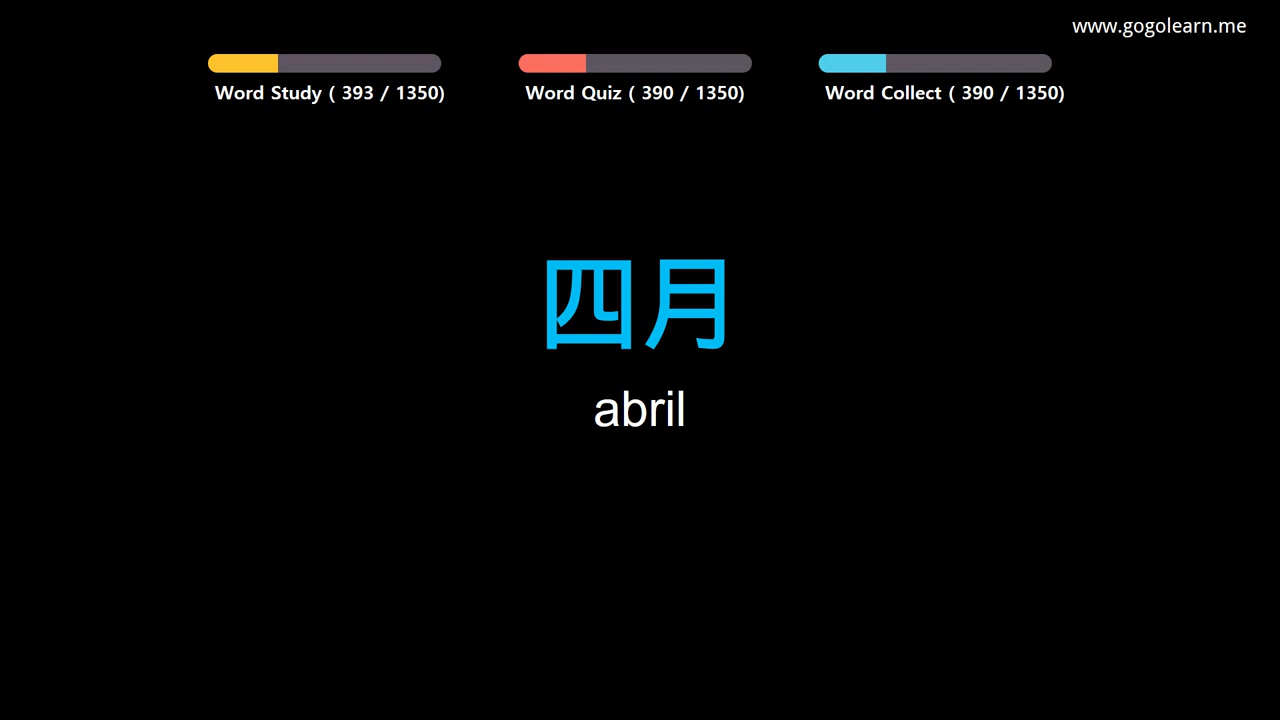 www.gogolearn.me
Word Study ( 393 / 1350)
Word Quiz ( 390 / 1350)
Word Collect ( 390 / 1350)
四月
abril